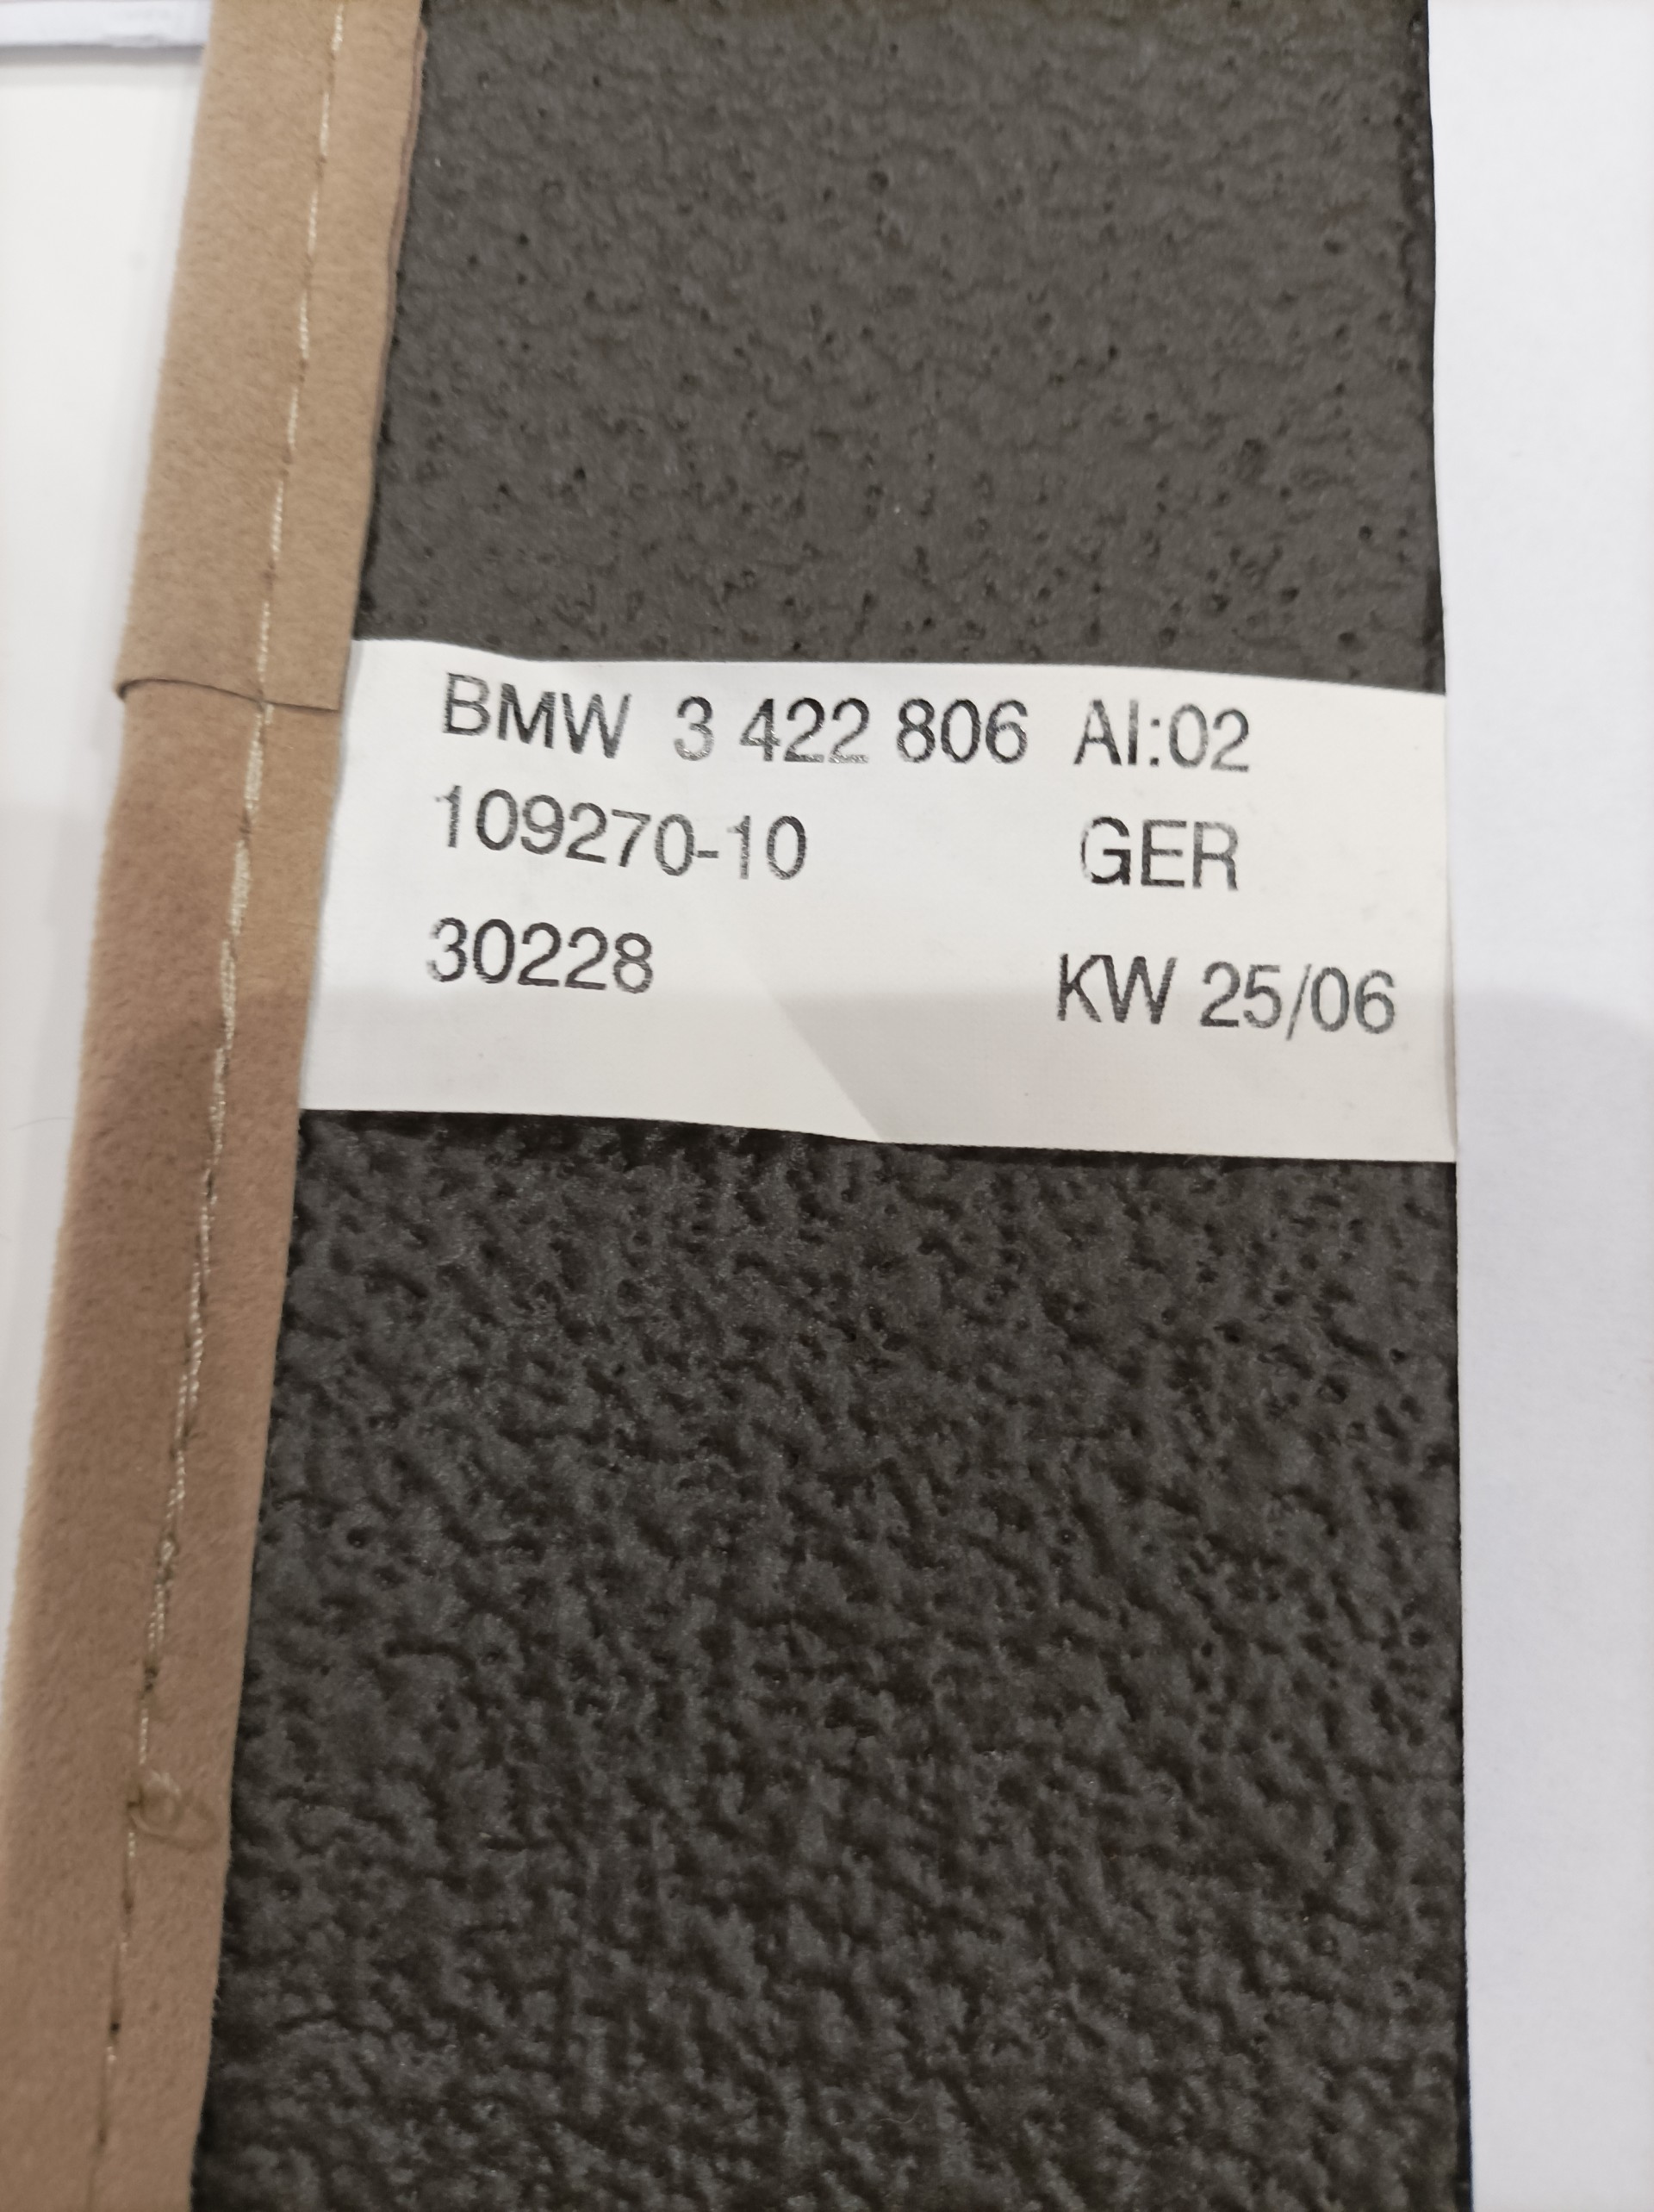 BMW 3 422 806 AI:02
109270-10 GER
30228 KW 25/06